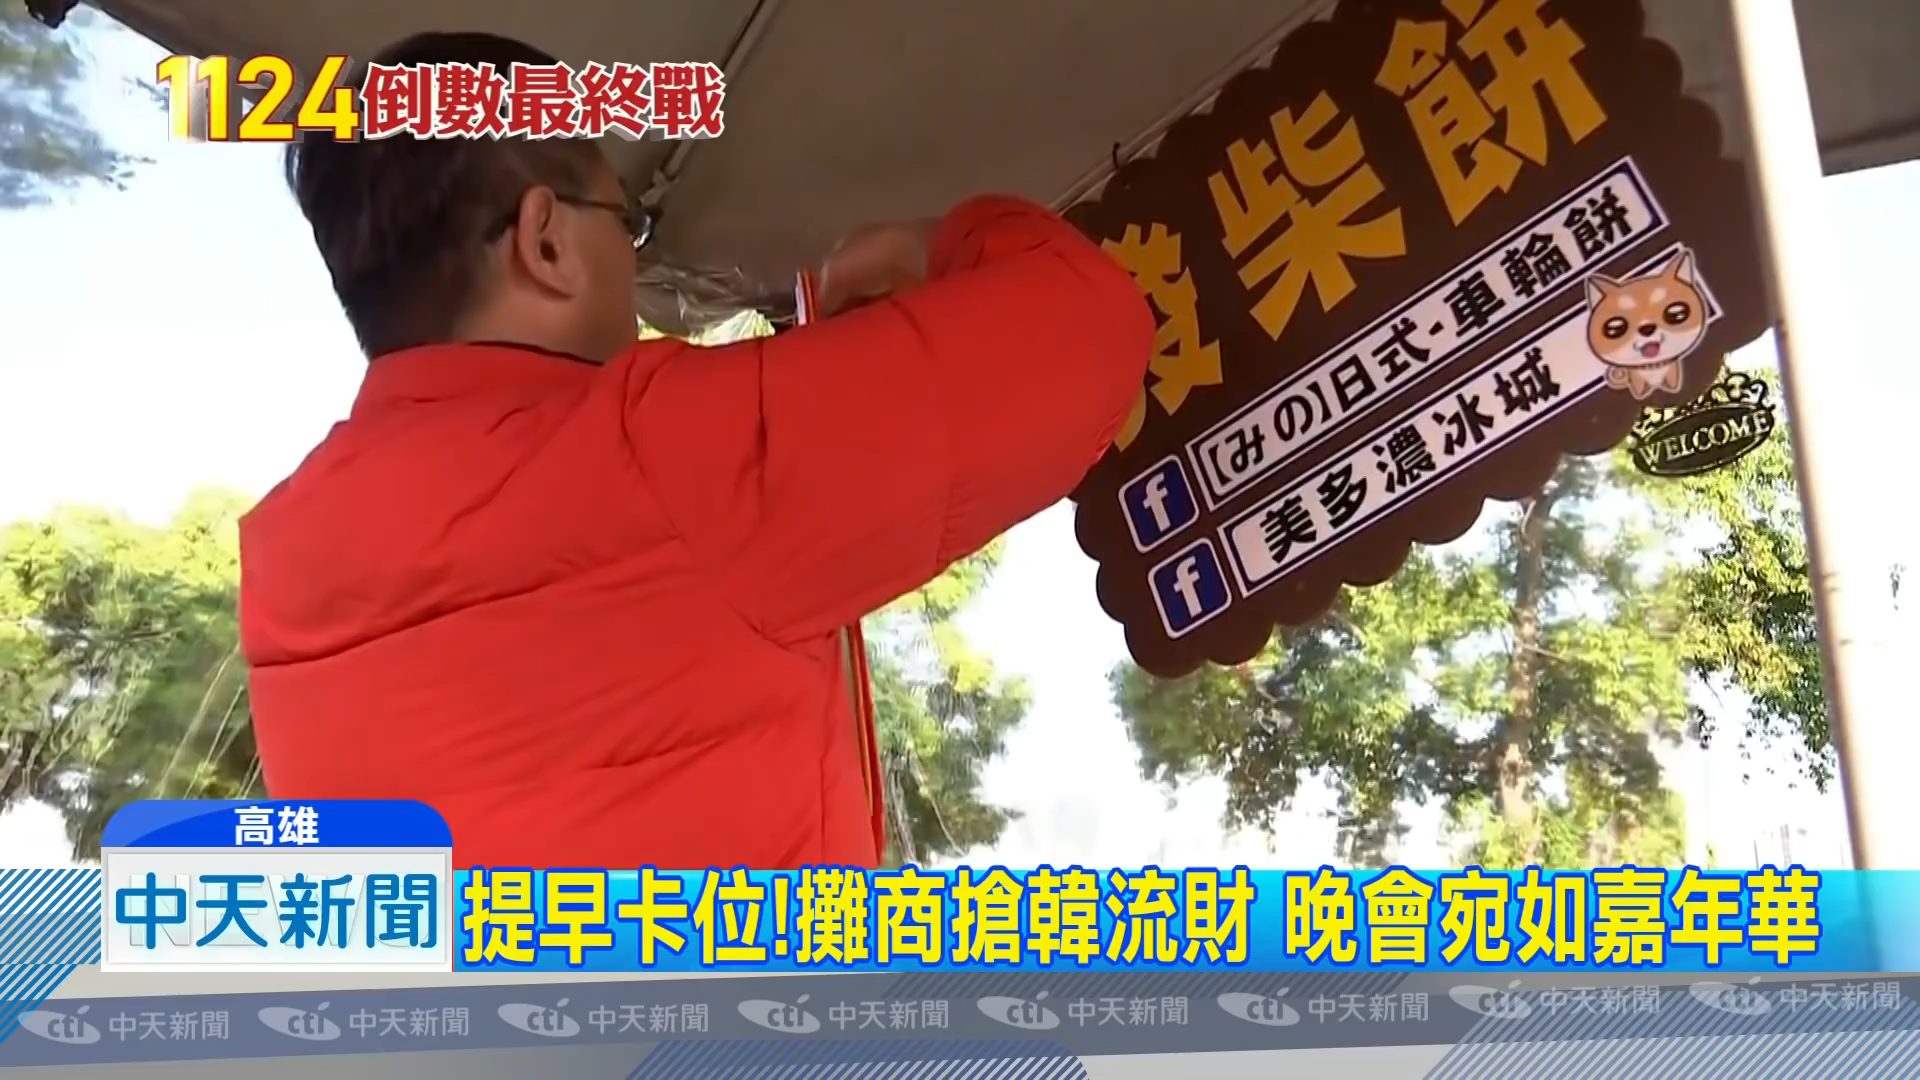 1124倒數最終戰
發柴餅
【みの】日式-車輪餅
美多濃冰城
WELCOME
高雄
中天新聞
提早卡位!攤商搶韓流財 晚會宛如嘉年華
cti 中天新聞 cti 中天新聞 cti 中天新聞 cti 中天新聞 cti 中天新聞 cti 中天新聞 cti 中天新聞 cti 中天新聞